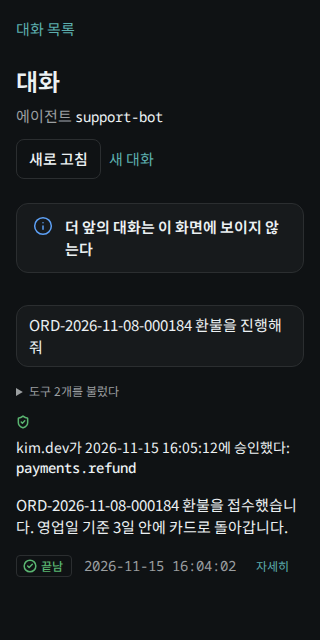 대화 목록
대화
에이전트 support-bot
새로 고침 새 대화
더 앞의 대화는 이 화면에 보이지 않
는다
ORD-2026-11-08-000184 환불을 진행해
줘
도구 2개를 불렀다
kim.dev가 2026-11-15 16:05:12에 승인했다:
payments.refund
ORD-2026-11-08-000184 환불을 접수했습니
다. 영업일 기준 3일 안에 카드로 돌아갑니다.
끝남 2026-11-15 16:04:02 자세히